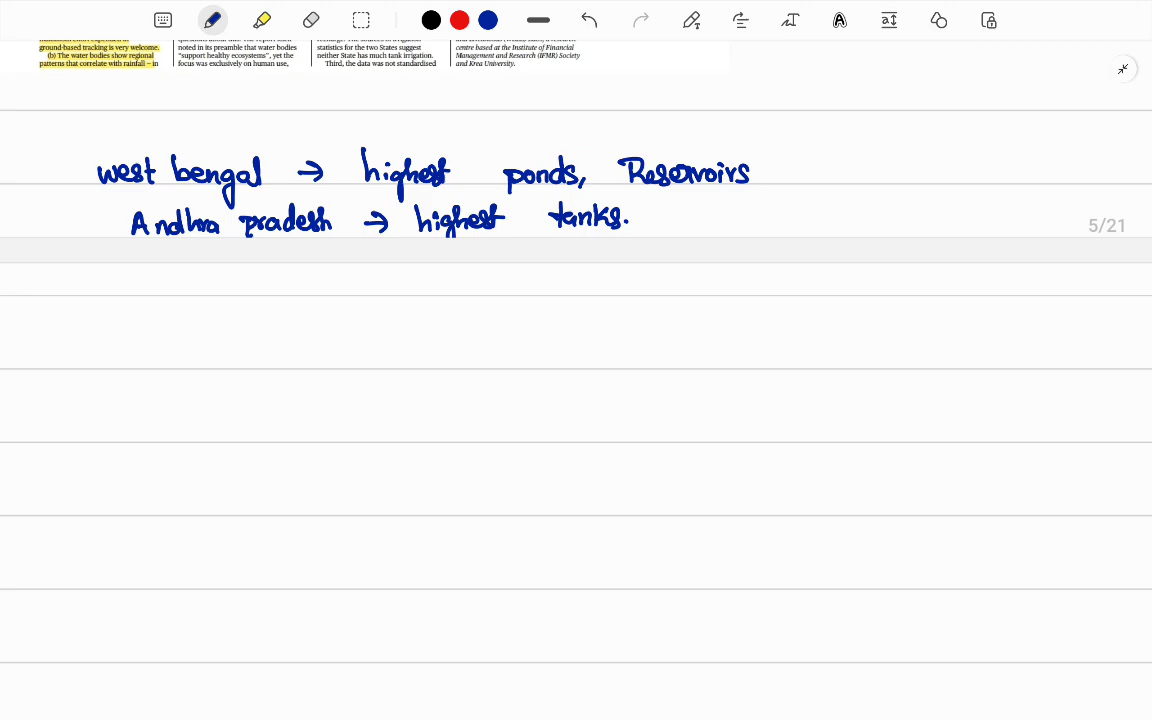 ground-based tracking is very welcome.
(b) The water bodies show regional
patterns that correlate with rainfall – in
noted in its preamble that water bodies
"support healthy ecosystems", yet the
focus was exclusively on human use,
statistics for the two States suggest
neither State has much tank irrigation.
Third, the data was not standardised
centre based at the Institute of Financial
Management and Research (IFMR) Society
and Krea University.
west bengal → highest ponds, Resorvoirs
Andhra pradesh → highest tanks.
5/21